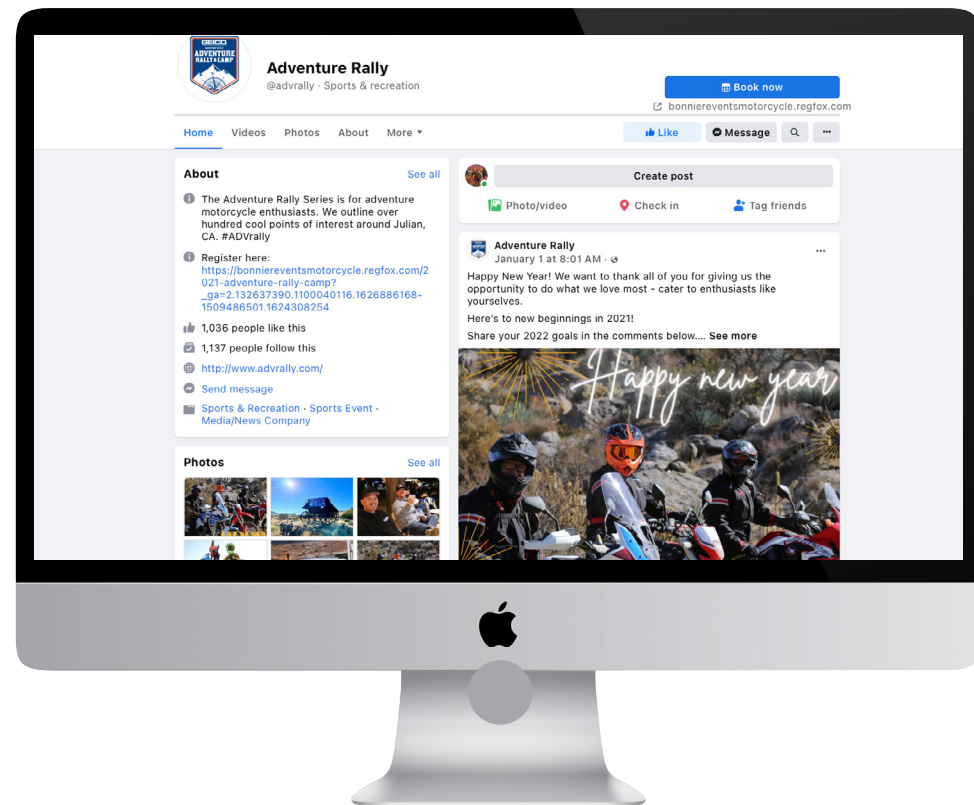 GEICO
ADVENTURE
RALLY & CAMP
Adventure Rally
@advrally · Sports & recreation
Book now
bonniereventsmotorcycle.regfox.com
Home Videos Photos About More
Like Message
About See all
The Adventure Rally Series is for adventure
motorcycle enthusiasts. We outline over
hundred cool points of interest around Julian,
CA. #ADVrally
Register here:
https://bonniereventsmotorcycle.regfox.com/2
021-adventure-rally-camp?
_ga=2.132637390.1100040116.1626886168-
1509486501.1624308254
1,036 people like this
1,137 people follow this
http://www.advrally.com/
Send message
Sports & Recreation · Sports Event ·
Media/News Company
Photos See all
Create post
Photo/video Check in Tag friends
Adventure Rally
January 1 at 8:01 AM ·
Happy New Year! We want to thank all of you for giving us the
opportunity to do what we love most - cater to enthusiasts like
yourselves.
Here's to new beginnings in 2021!
Share your 2022 goals in the comments below.... See more
Happy new year